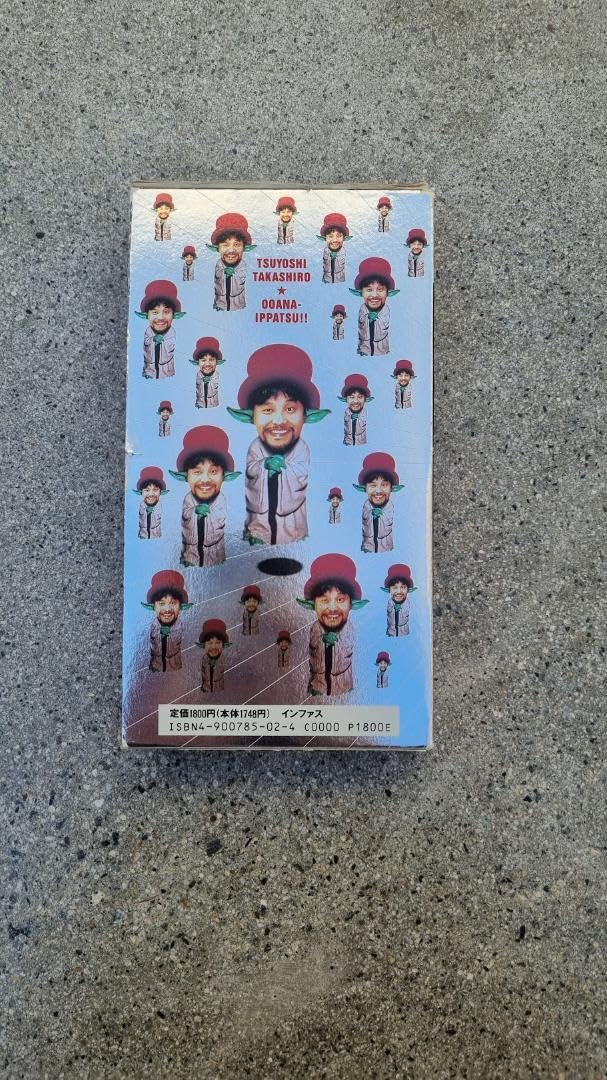 TSUYOSHI
TAKASHIRO
★
OOANA-
IPPATSU!!
定価1800円(本体1748円) インファス
ISBN4-900785-02-4 C0000 P1800E